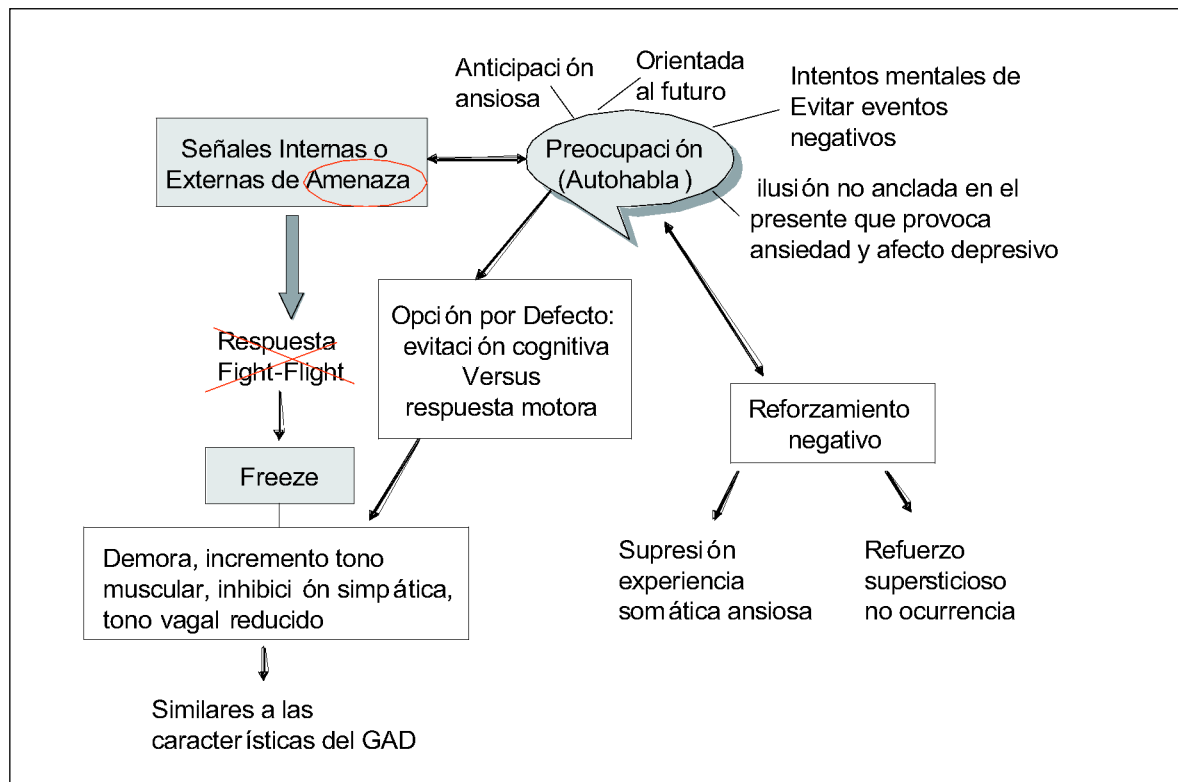 Anticipación
ansiosa
Orientada
al futuro
Intentos mentales de
Evitar eventos
negativos
Señales Internas o
Externas de Amenaza
Preocupación
(Autohabla)
ilusión no anclada en el
presente que provoca
ansiedad y afecto depresivo
Respuesta
Fight-Flight
Opción por Defecto:
evitación cognitiva
Versus
respuesta motora
Reforzamiento
negativo
Freeze
Demora, incremento tono
muscular, inhibición simpática,
tono vagal reducido
Supresión
experiencia
somática ansiosa
Refuerzo
supersticioso
no ocurrencia
Similares a las
características del GAD